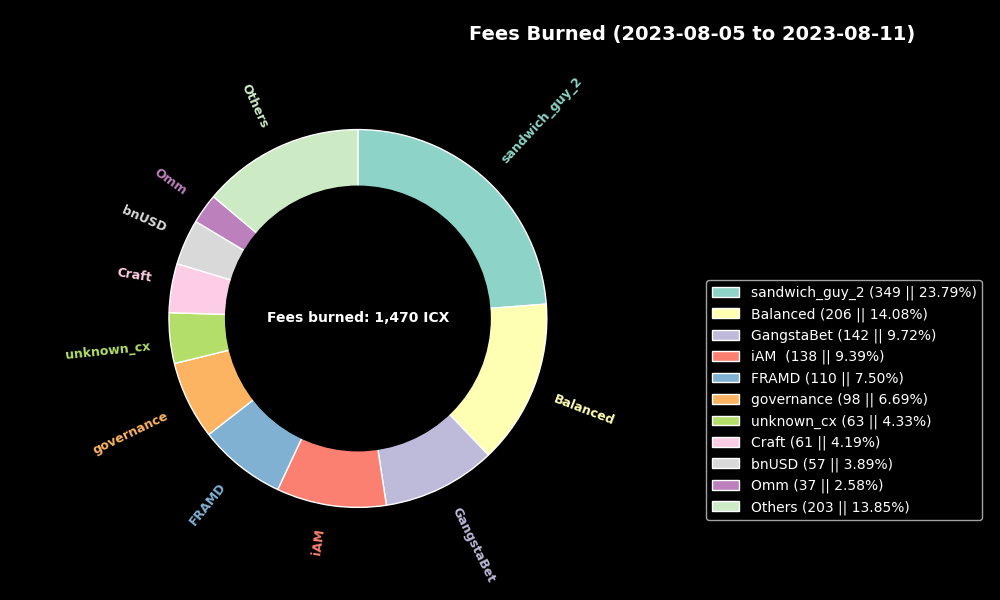 Fees Burned (2023-08-05 to 2023-08-11)
sandwich_guy_2
Others
Omm
bnUSD
Craft
unknown_cx
governance
FRAMD
iAM
GangstaBet
Balanced
Fees burned: 1,470 ICX
sandwich_guy_2 (349 || 23.79%)
Balanced (206 || 14.08%)
GangstaBet (142 || 9.72%)
iAM  (138 || 9.39%)
FRAMD (110 || 7.50%)
governance (98 || 6.69%)
unknown_cx (63 || 4.33%)
Craft (61 || 4.19%)
bnUSD (57 || 3.89%)
Omm (37 || 2.58%)
Others (203 || 13.85%)